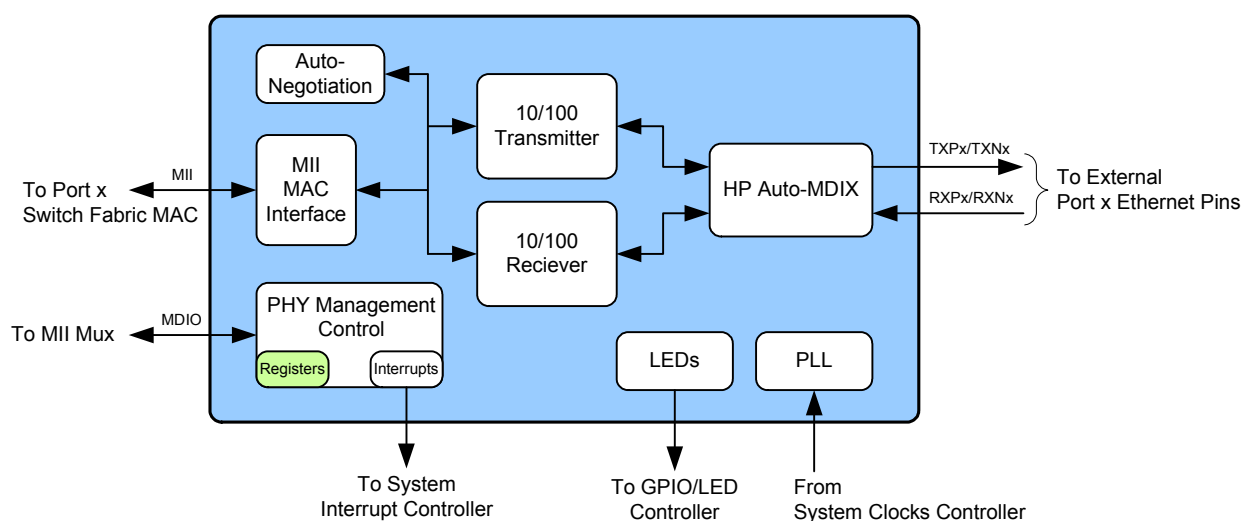 Auto-
Negotiation
10/100
Transmitter
MII
MAC
Interface
HP Auto-MDIX
10/100
Reciever
TXPx/TXNx
RXPx/RXNx
To External
Port x Ethernet Pins
MII
To Port x
Switch Fabric MAC
PHY Management
Control
Registers
Interrupts
MDIO
To MII Mux
LEDs
PLL
To System
Interrupt Controller
To GPIO/LED
Controller
From
System Clocks Controller